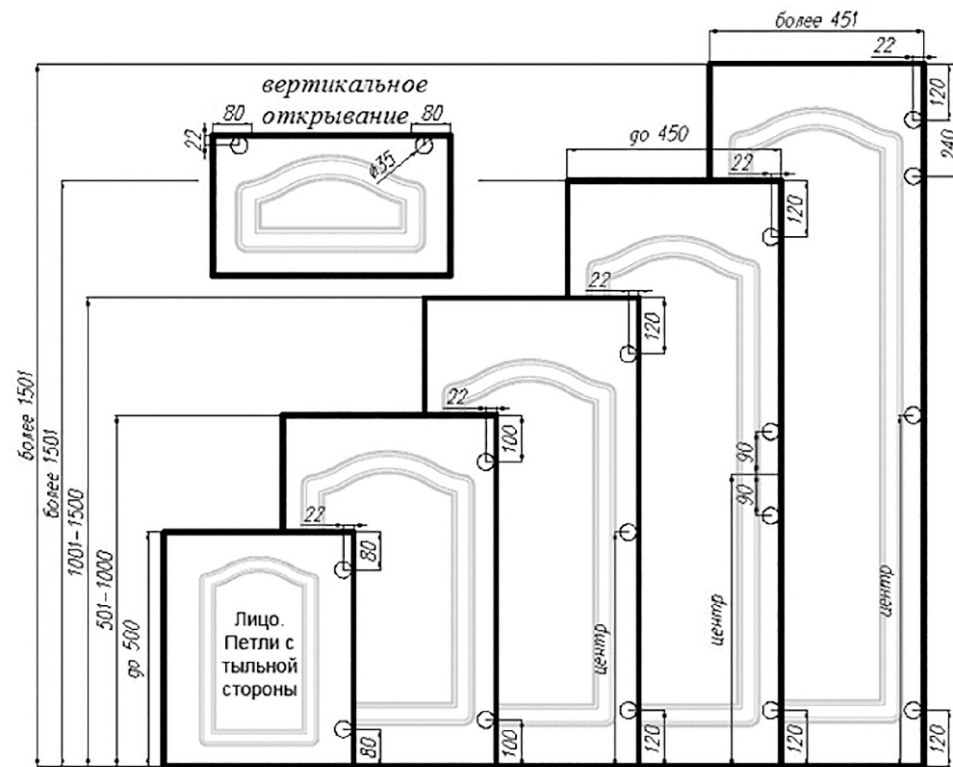 более 451
22
120
240
вертикальное
открывание
80
80
22
ø35
до 450
22
120
22
120
более 1501
более 1501
1001-1500
501-1000
до 500
22
100
22
80
90
90
центр
центр
центр
Лицо.
Петли с
тыльной
стороны
80
100
120
120
120